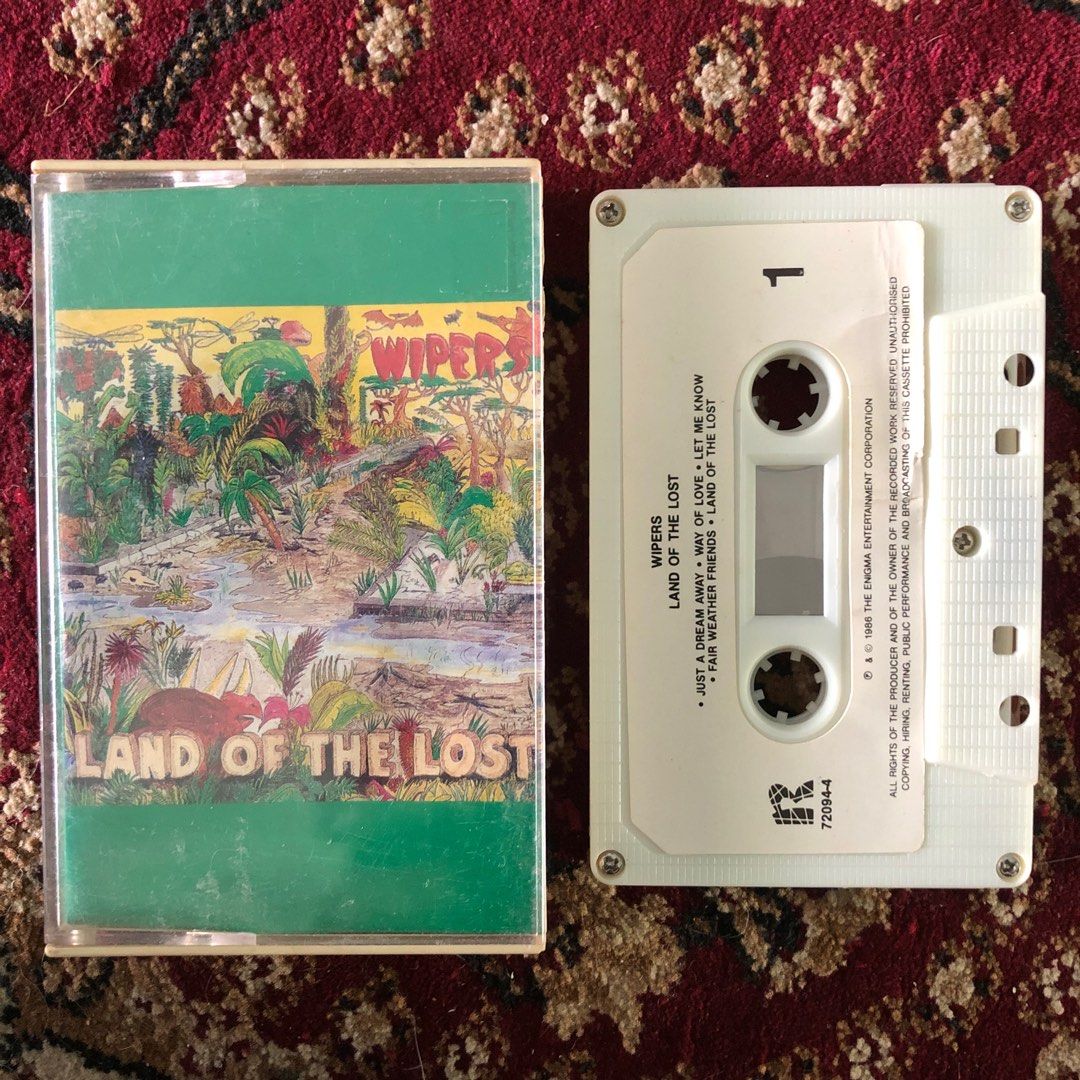 WIPERS
LAND OF THE LOST
1
WIPERS
LAND OF THE LOST
• JUST A DREAM AWAY • WAY OF LOVE • LET ME KNOW
• FAIR WEATHER FRIENDS • LAND OF THE LOST
℗ & © 1986 THE ENIGMA ENTERTAINMENT CORPORATION
ALL RIGHTS OF THE PRODUCER AND OF THE OWNER OF THE RECORDED WORK RESERVED UNAUTHORISED
COPYING, HIRING, RENTING, PUBLIC PERFORMANCE AND BROADCASTING OF THIS CASSETTE PROHIBITED
R
72094-4